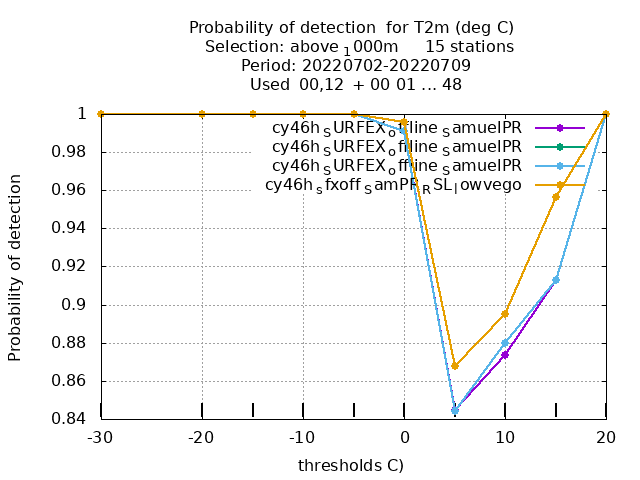 Probability of detection  for T2m (deg C)
Selection: above 1000m     15 stations
Period: 20220702-20220709
Used  00,12  + 00 01 ... 48
cy46h SURFEX offline SamuelPR
cy46h SURFEX offline SamuelPR
cy46h SURFEX offline SamuelPR
cy46h sfxoff SamPR RSL lowvego
1
0.98
0.96
0.94
0.92
0.9
0.88
0.86
0.84
Probability of detection
-30 -20 -10 0 10 20
thresholds C)